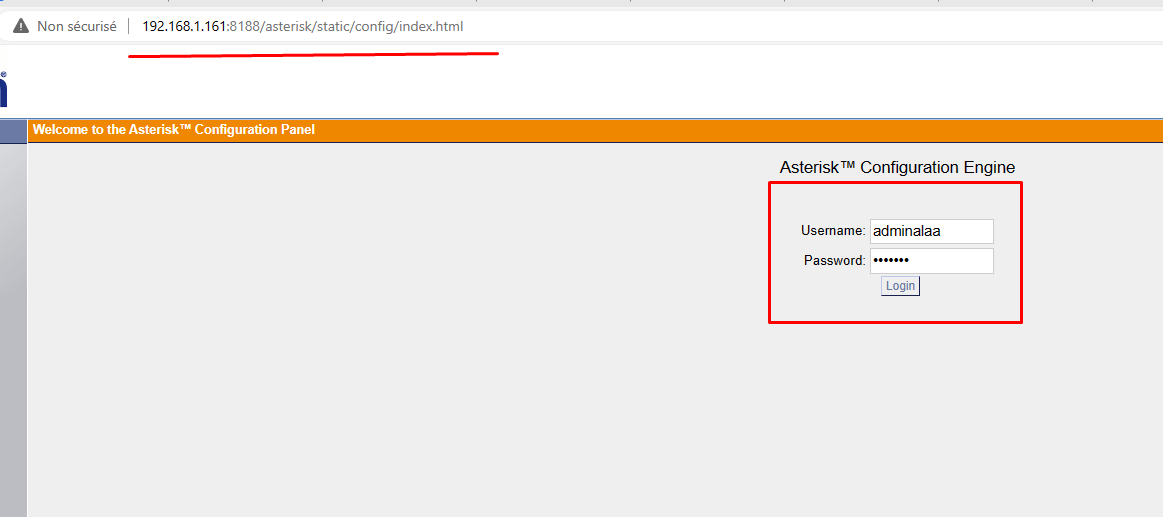 Non sécurisé 192.168.1.161:8188/asterisk/static/config/index.html
Welcome to the Asterisk™ Configuration Panel
Asterisk™ Configuration Engine
Username: adminalaa
Password: •••••••
Login